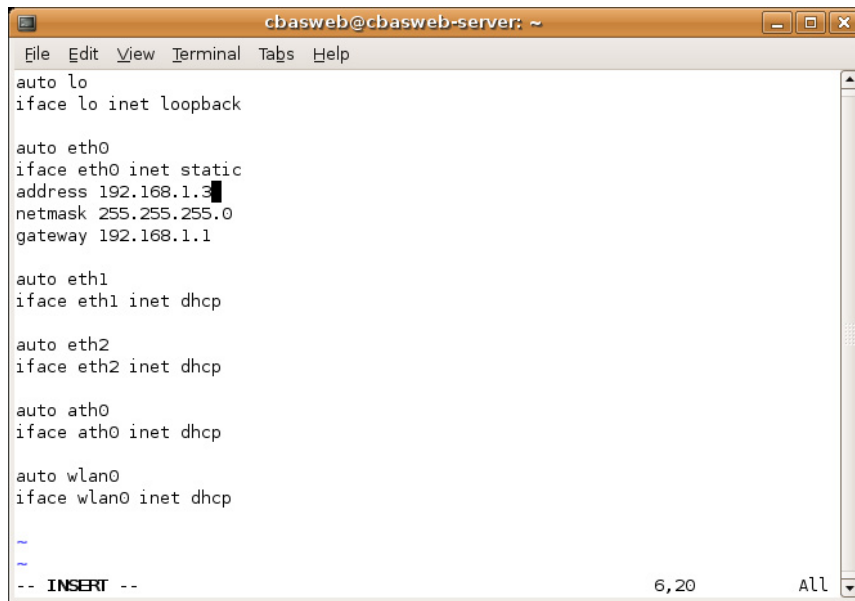 cbasweb@cbasweb-server: ~
File Edit View Terminal Tabs Help
auto lo
iface lo inet loopback
auto eth0
iface eth0 inet static
address 192.168.1.3
netmask 255.255.255.0
gateway 192.168.1.1
auto eth1
iface eth1 inet dhcp
auto eth2
iface eth2 inet dhcp
auto ath0
iface ath0 inet dhcp
auto wlan0
iface wlan0 inet dhcp
~
~
-- INSERT -- 6,20 All